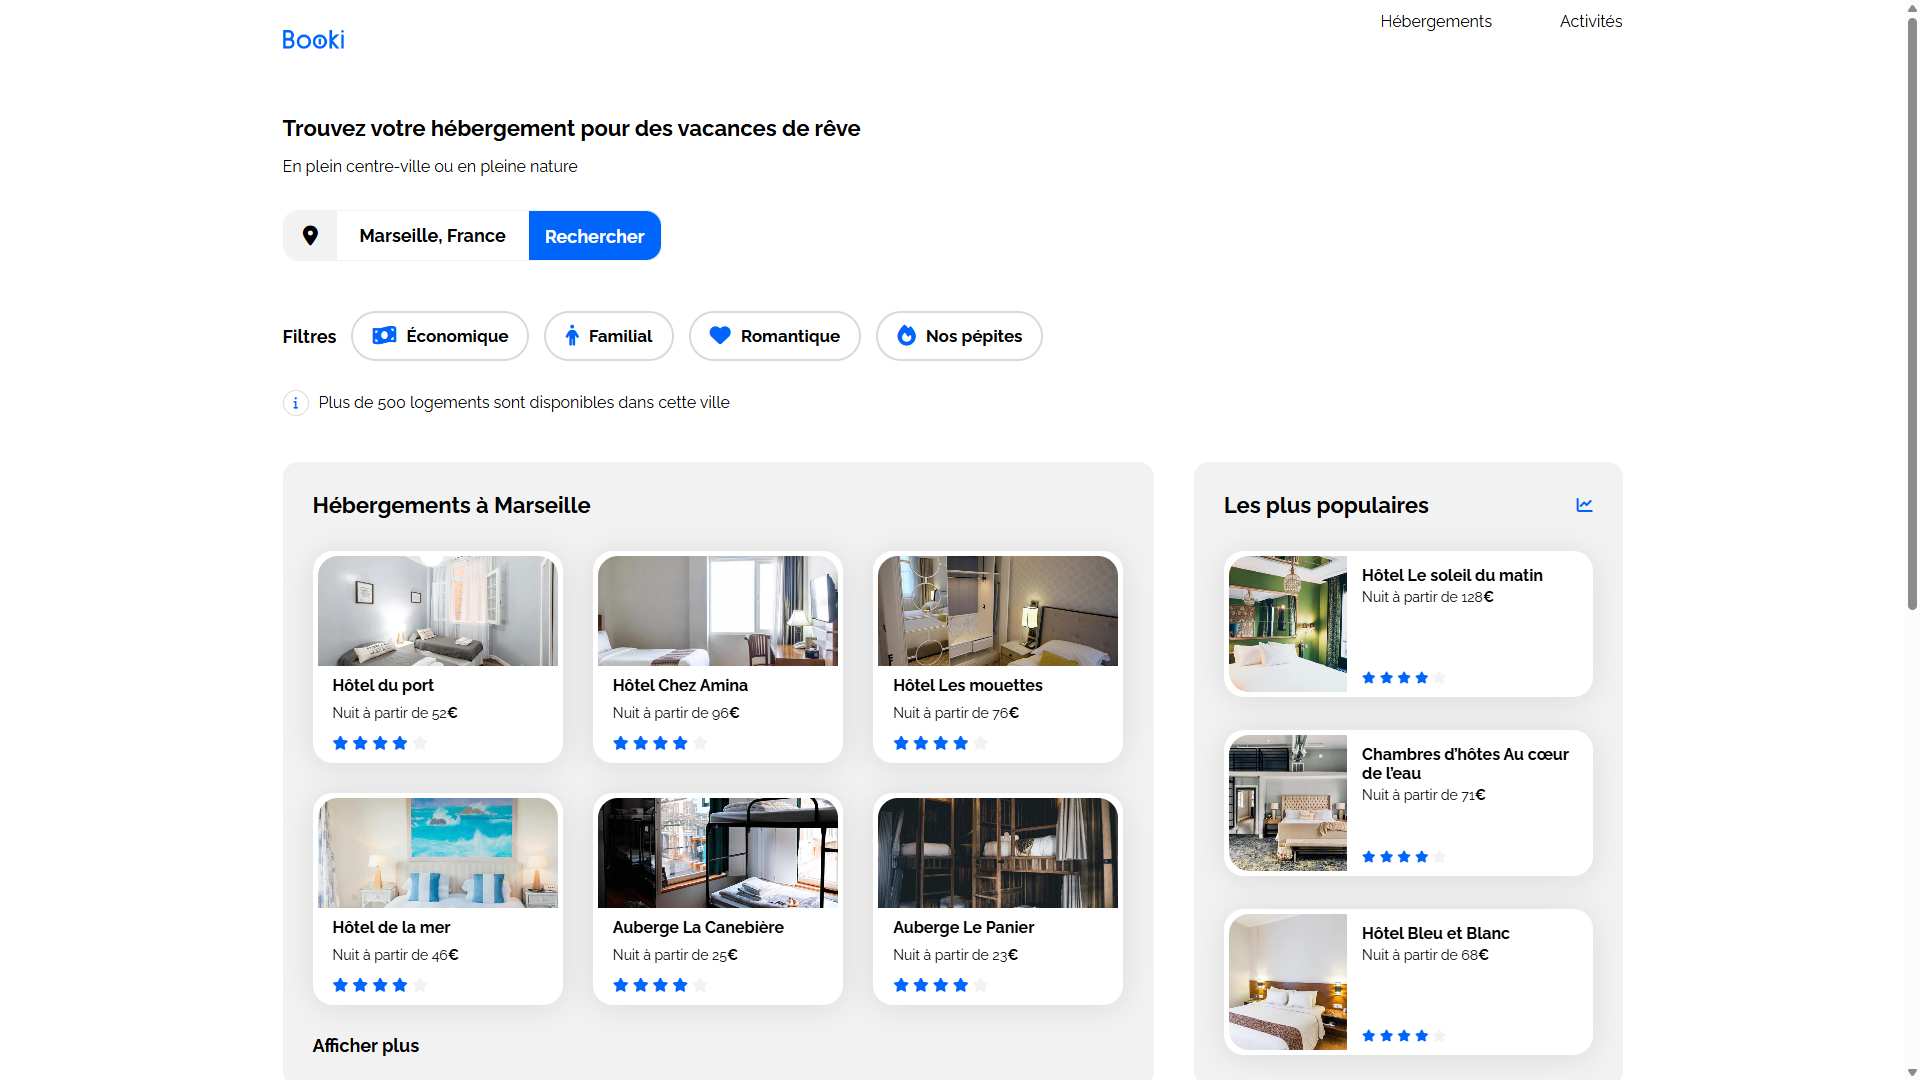 Booki
Hébergements
Activités
Trouvez votre hébergement pour des vacances de rêve
En plein centre-ville ou en pleine nature
Marseille, France
Rechercher
Filtres
Économique
Familial
Romantique
Nos pépites
Plus de 500 logements sont disponibles dans cette ville
Hébergements à Marseille
Hôtel du port
Nuit à partir de 52€
Hôtel Chez Amina
Nuit à partir de 96€
Hôtel Les mouettes
Nuit à partir de 76€
Hôtel de la mer
Nuit à partir de 46€
Auberge La Canebière
Nuit à partir de 25€
Auberge Le Panier
Nuit à partir de 23€
Afficher plus
Les plus populaires
Hôtel Le soleil du matin
Nuit à partir de 128€
Chambres d’hôtes Au cœur
de l’eau
Nuit à partir de 71€
Hôtel Bleu et Blanc
Nuit à partir de 68€